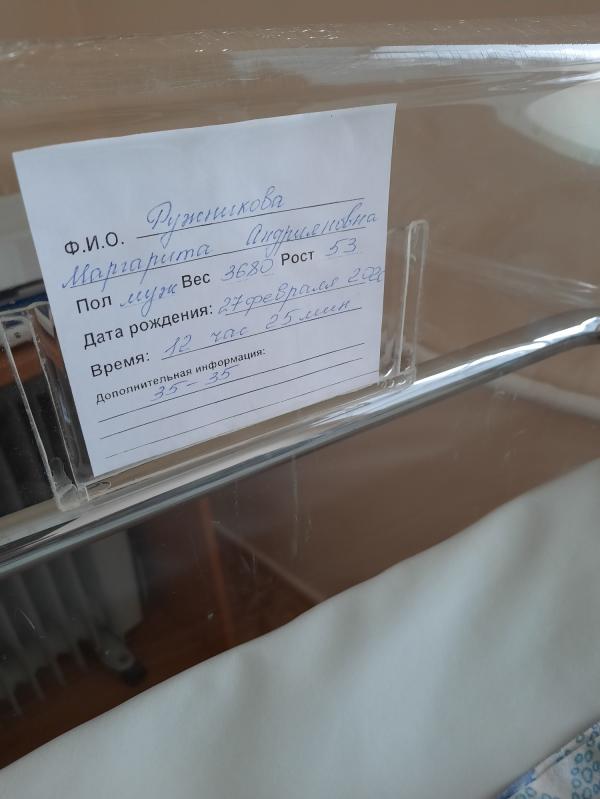 Ф.И.О. Ружникова
Маргарита Андрияновна
Пол муж Вес 3680 Рост 53
Дата рождения: 27 февраля
Время: 12 час 25 мин
Дополнительная информация:
35-35